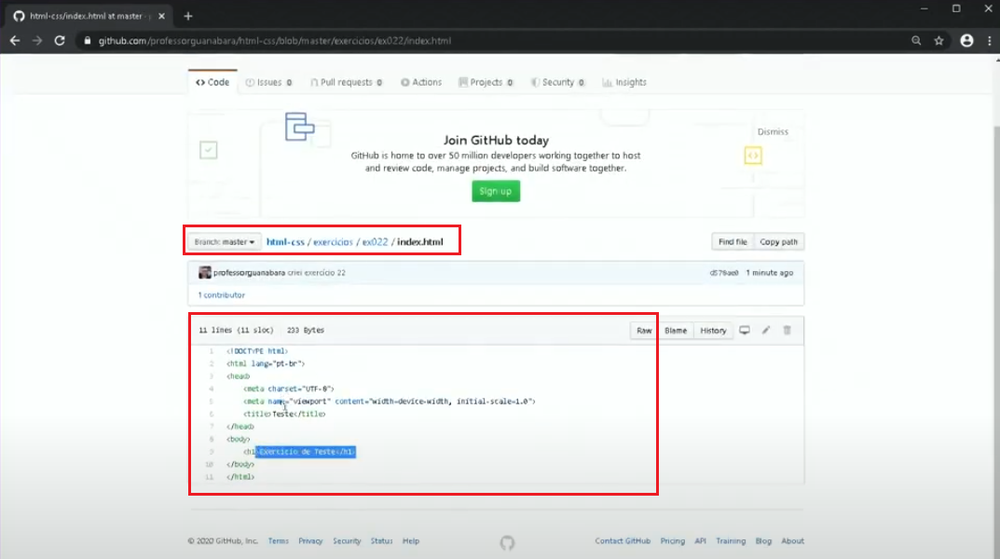 html-css/index.html at master · p
github.com/professorguanabara/html-css/blob/master/exercicios/ex022/index.html
Code Issues 0 Pull requests 0 Actions Projects 0 Security 0 Insights
Join GitHub today
Dismiss
GitHub is home to over 50 million developers working together to host
and review code, manage projects, and build software together.
Sign up
Branch: master html-css / exercicios / ex022 / index.html Find file Copy path
professorguanabara criei exercício 22 1 minute ago
1 contributor
11 lines (11 sloc) 233 Bytes Raw Blame History
1 <!DOCTYPE html>
2 <html lang="pt-br">
3 <head>
4 <meta charset="UTF-8">
5 <meta name="viewport" content="width=device-width, initial-scale=1.0">
6 <title>Teste</title>
7 </head>
8 <body>
9 <h1>Exercício de Teste</h1>
10 </body>
11 </html>
© 2020 GitHub, Inc. Terms Privacy Security Status Help Contact GitHub Pricing API Training Blog About